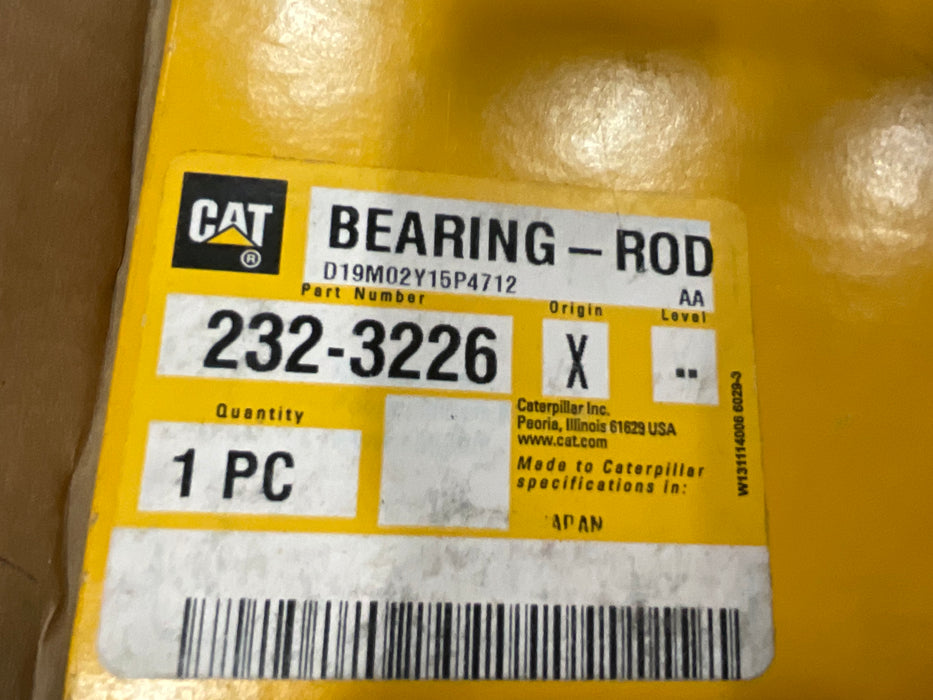 CAT
®
BEARING – ROD
D19M02Y15P4712
AA
Part Number
Origin
Level
232-3226
X
--
Quantity
1 PC
Caterpillar Inc.
Peoria, Illinois 61629 USA
www.cat.com
Made to Caterpillar
specifications in:
APAN
W131114006 6029-3